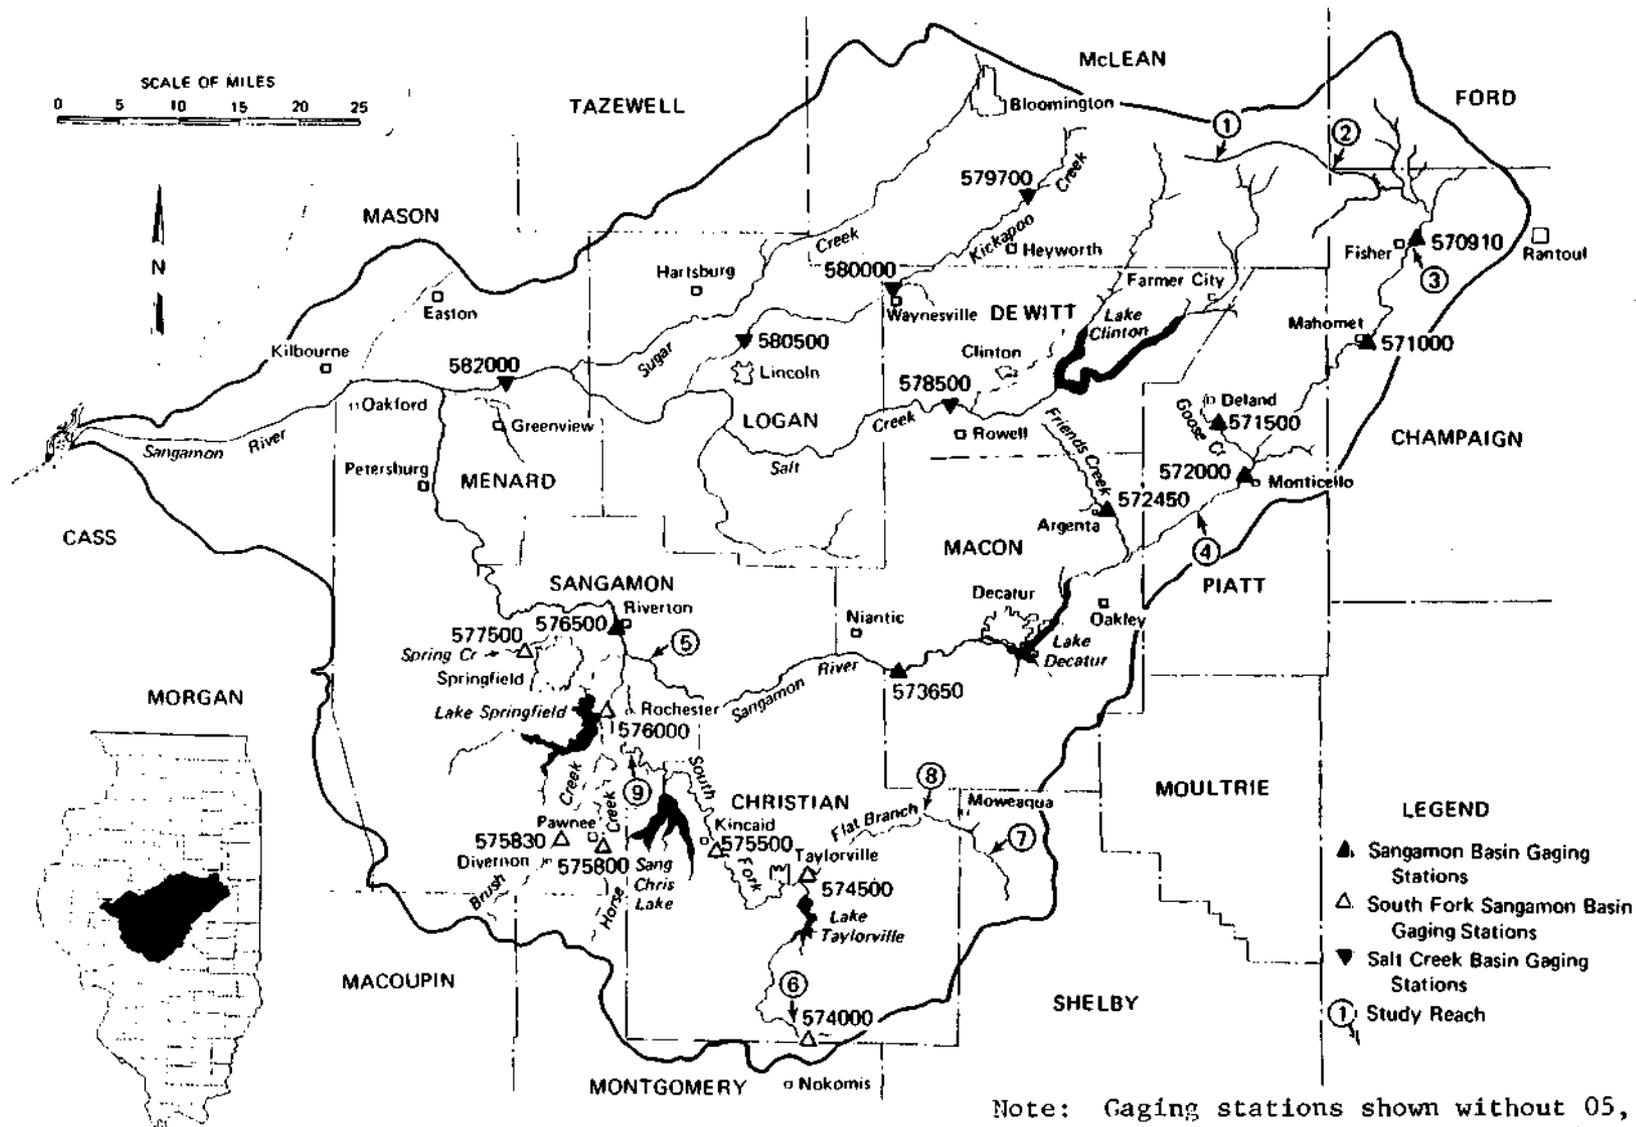 SCALE OF MILES
0 5 10 15 20 25
N
TAZEWELL
McLEAN
FORD
MASON
Bloomington
1
2
579700
Kickapoo Creek
Heyworth
Creek
Hartsburg
580000
Waynesville
DE WITT
Farmer City
Lake
Clinton
Fisher
570910
Rantoul
3
Mahomet
571000
Easton
Kilbourne
582000
Sugar
580500
Lincoln
Clinton
578500
Oakford
Greenview
LOGAN
Creek
Rowell
Salt
Friends Creek
Deland
571500
Goose Cr
CHAMPAIGN
Sangamon River
Petersburg
MENARD
572000
Monticello
572450
Argenta
CASS
MACON
4
PIATT
SANGAMON
Riverton
576500
577500
Spring Cr
Springfield
5
Niantic
Decatur
Oakley
Lake
Decatur
Sangamon River
573650
MORGAN
Lake Springfield
Rochester
576000
9
South
CHRISTIAN
8
Moweaqua
MOULTRIE
Creek
Creek
Pawnee
575830
Divernon
575800
Kincaid
575500
Flat Branch
7
Brush
Horse
Sang
Chris
Lake
Fork
Taylorville
574500
Lake
Taylorville
MACOUPIN
6
574000
SHELBY
MONTGOMERY
Nokomis
LEGEND
Sangamon Basin Gaging
Stations
South Fork Sangamon Basin
Gaging Stations
Salt Creek Basin Gaging
Stations
1 Study Reach
Note: Gaging stations shown without 05,